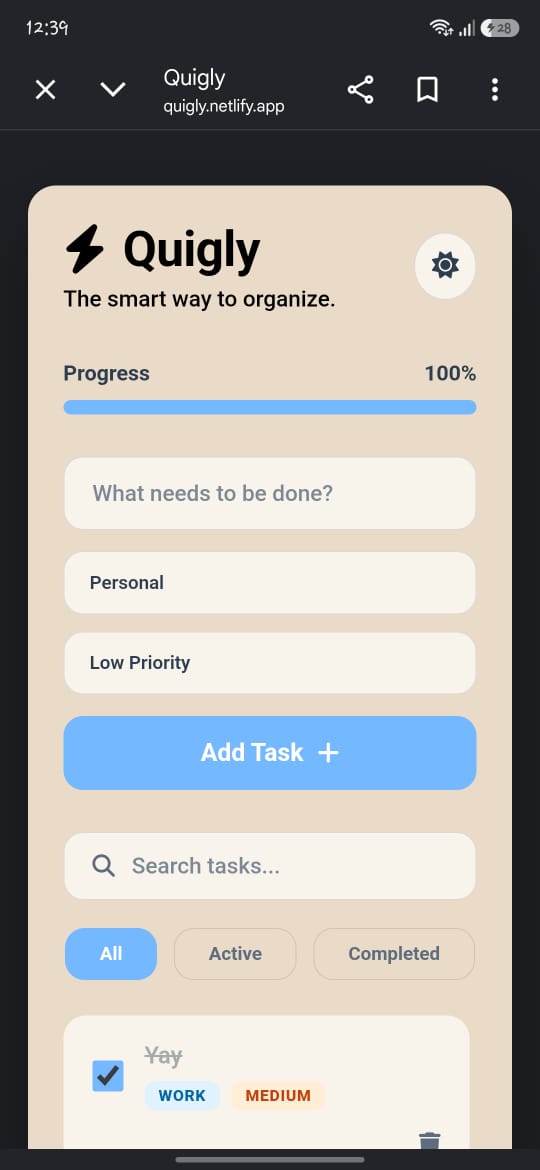 12:39
28
Quigly
quigly.netlify.app
Quigly
The smart way to organize.
Progress 100%
What needs to be done?
Personal
Low Priority
Add Task +
Search tasks...
All Active Completed
Yay
WORK MEDIUM